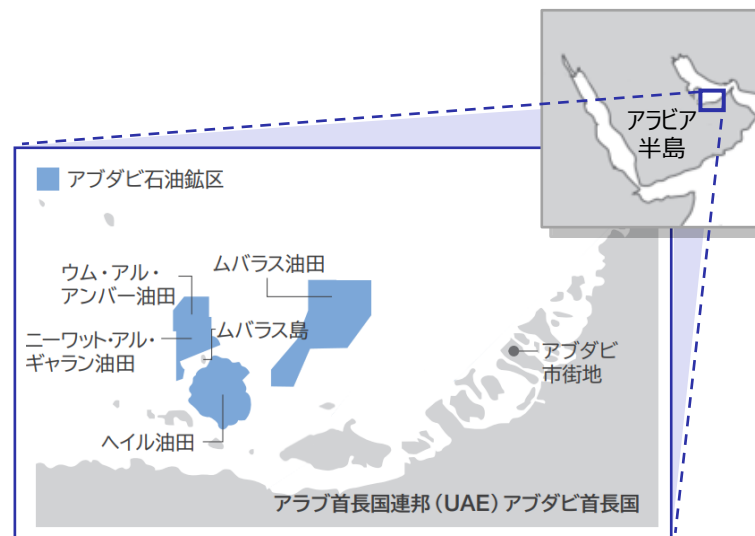 アラビア
半島
アブダビ石油鉱区
ウム・アル・
アンバー油田
ムバラス油田
ニーワット・アル・
ギャラン油田
ムバラス島
アブダビ
市街地
ヘイル油田
アラブ首長国連邦（UAE）アブダビ首長国